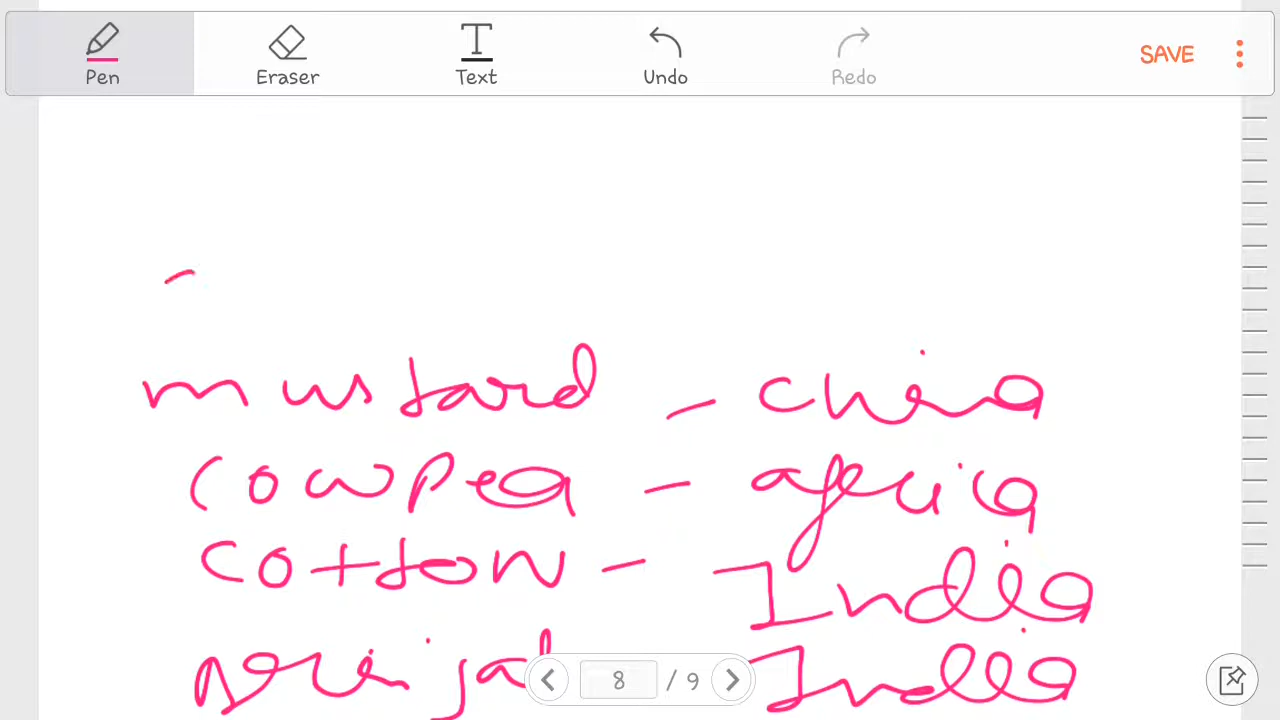 Pen Eraser Text Undo Redo SAVE
mustard - china
cowpea - africa
cotton - India
India
8 / 9